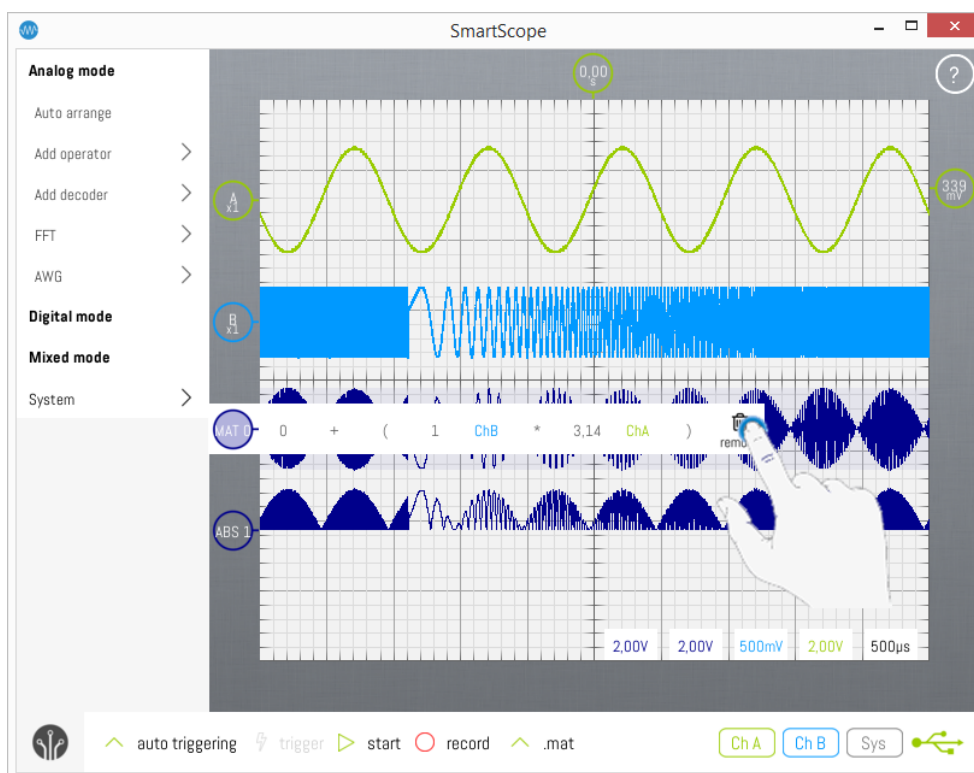 SmartScope
Analog mode
Auto arrange
Add operator
Add decoder
FFT
AWG
Digital mode
Mixed mode
System
0,00
s
?
A
x1
339
mV
B
x1
MAT 0
0 + ( 1 ChB * 3,14 ChA )
ABS 1
2,00V 2,00V 500mV 2,00V 500µs
auto triggering trigger start record .mat
Ch A Ch B Sys